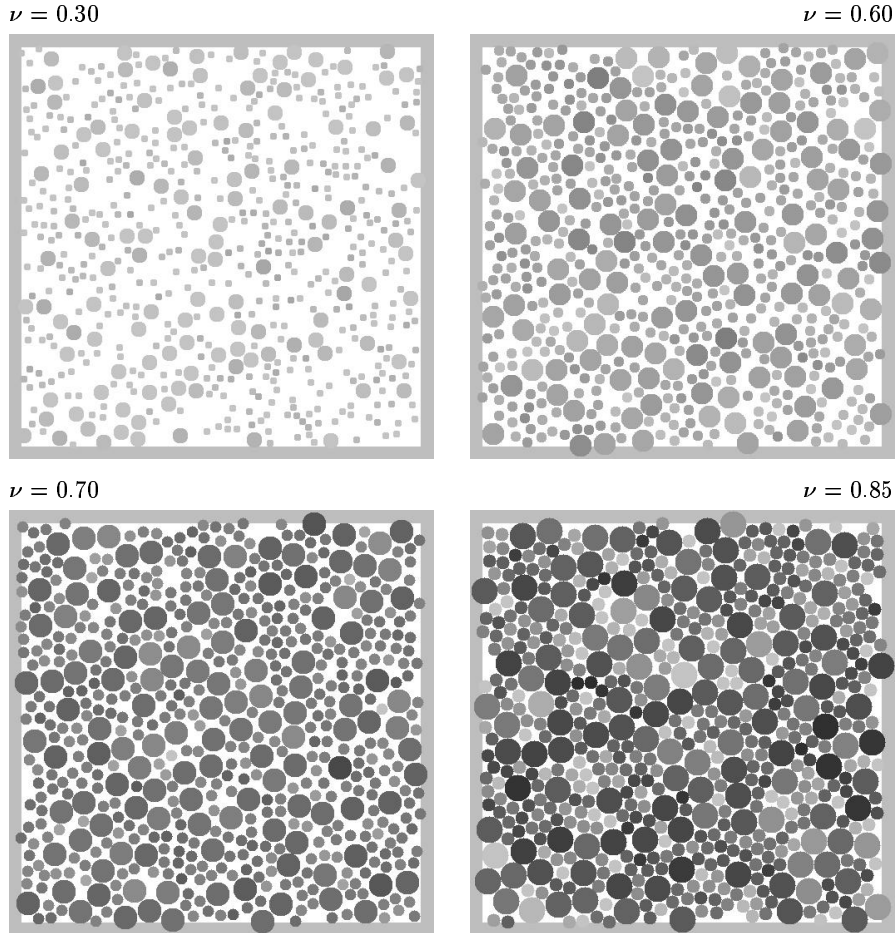 ν = 0.30
ν = 0.60
ν = 0.70
ν = 0.85